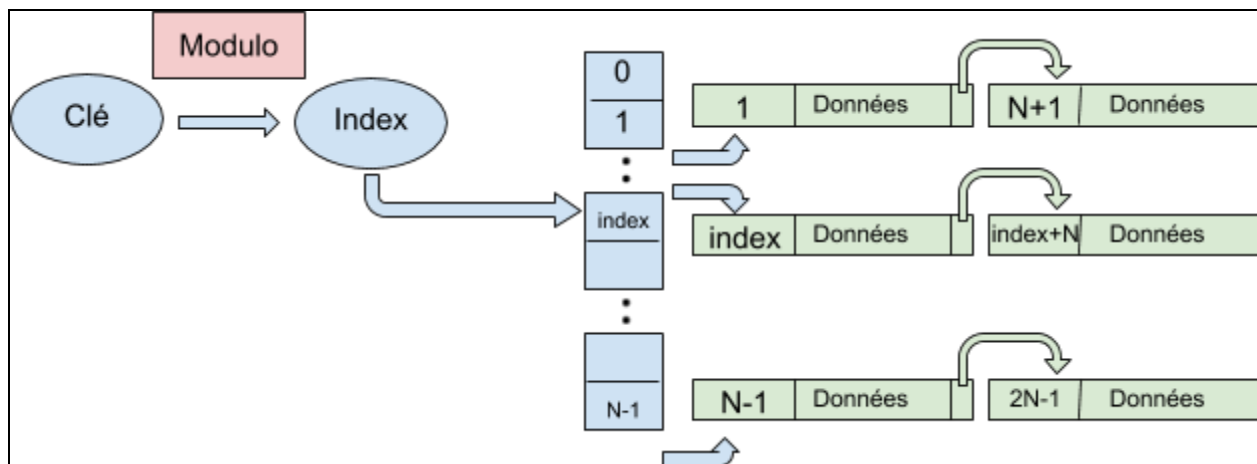 Modulo
Clé
Index
0
1
index
N-1
1 Données N+1 Données
index Données index+N Données
N-1 Données 2N-1 Données